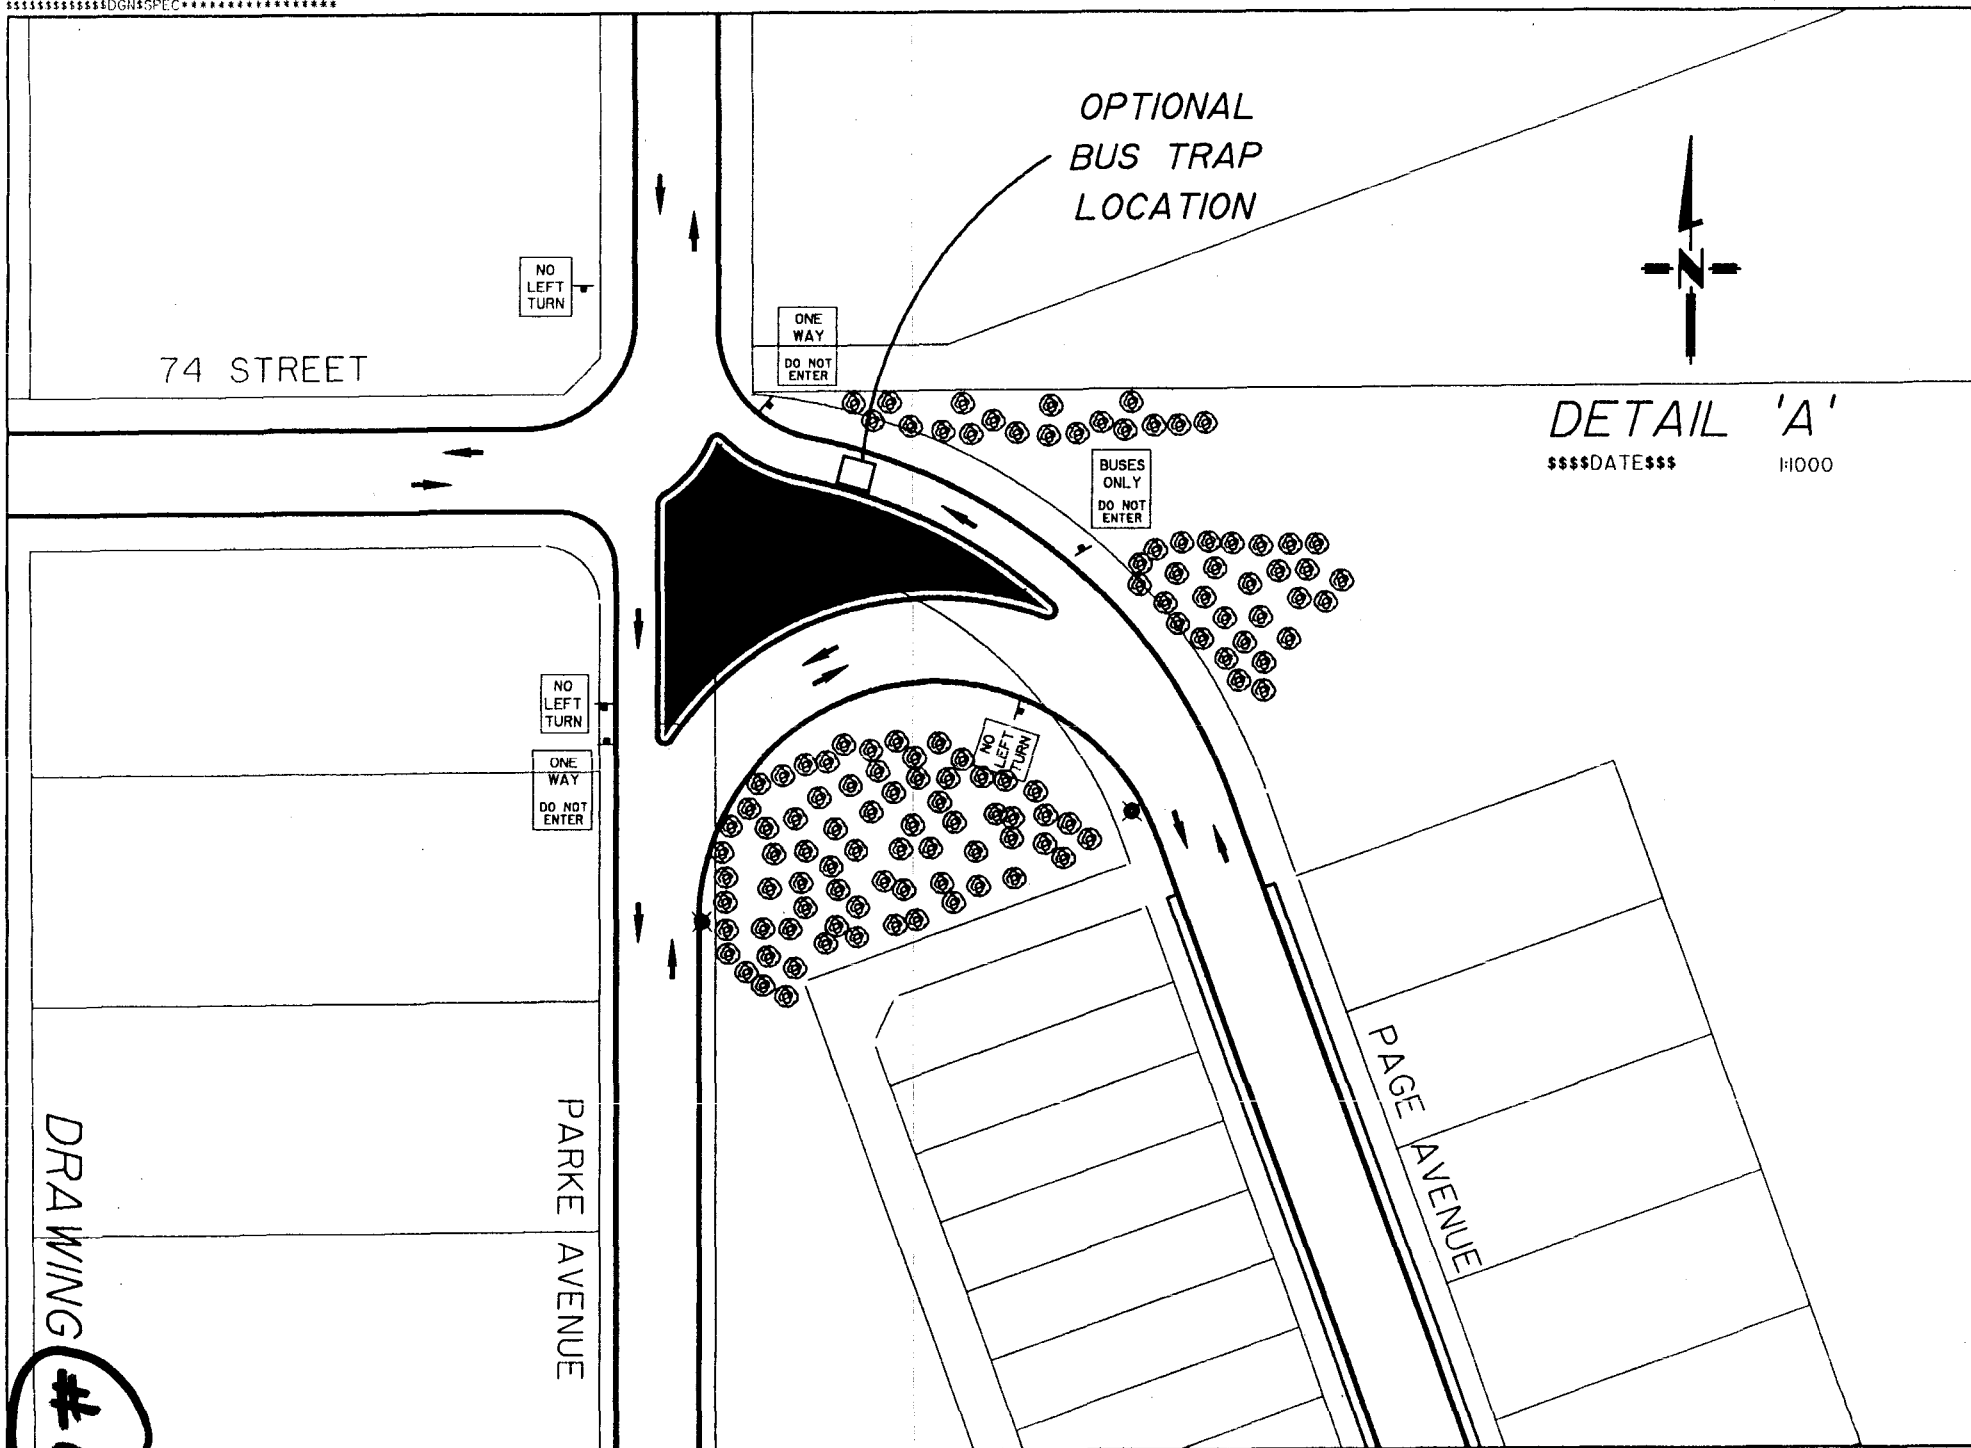 $$$$$$$$$$$$$DGN$SPEC*****************
OPTIONAL
BUS TRAP
LOCATION
N
NO
LEFT
TURN
ONE
WAY
DO NOT
ENTER
74 STREET
DETAIL 'A'
$$$$DATE$$$ 1:1000
BUSES
ONLY
DO NOT
ENTER
NO
LEFT
TURN
NO
LEFT
TURN
ONE
WAY
DO NOT
ENTER
PAGE AVENUE
PARKE AVENUE
DRAWING
#